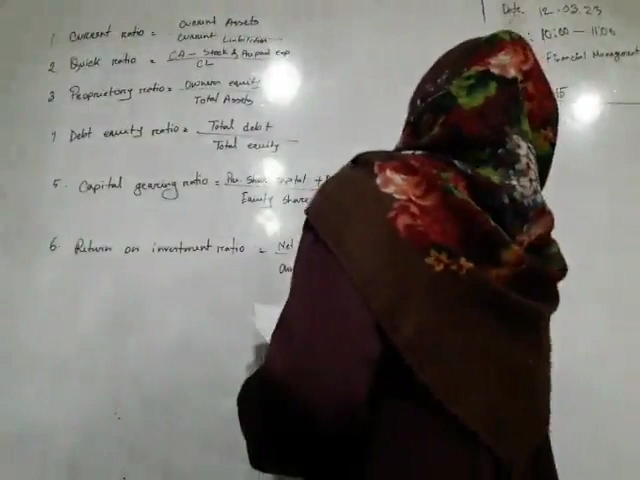 Date 12.03.23
: 10:00 – 11:00
Financial Management
1 Current ratio = Current Assets
Current Liabilities
2 Quick ratio = CA – Stock & Prepaid exp
CL
3 Proprietory ratio = Owners equity
Total Assets
4 Debt equity ratio = Total debt
Total equity
5. Capital gearing ratio = Pre. Share capital +
Equity share
6. Return on investment ratio = Net